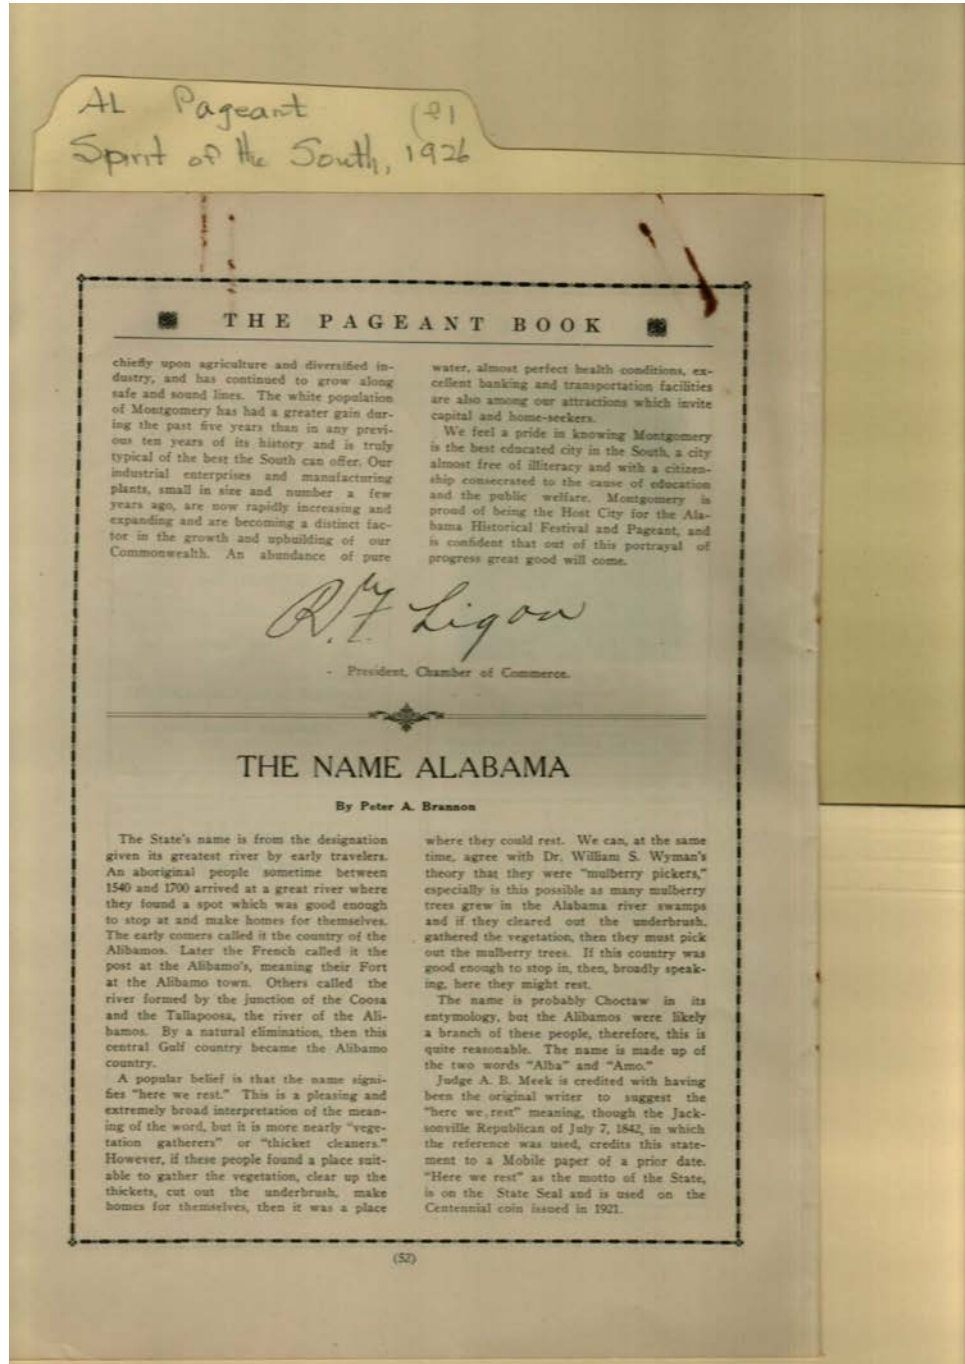 AL Pageant
Spirit of the South, 1926
THE PAGEANT BOOK
chiefly upon agriculture and diversified in-
dustry, and has continued to grow along
safe and sound lines. The white population
of Montgomery has had a greater gain dur-
ing the past five years than in any previ-
ous ten years of its history and is truly
typical of the best the South can offer. Our
industrial enterprises and manufacturing
plants, small in size and number a few
years ago, are now rapidly increasing and
expanding and are becoming a distinct fac-
tor in the growth and upbuilding of our
Commonwealth. An abundance of pure
water, almost perfect health conditions, ex-
cellent banking and transportation facilities
are also among our attractions which invite
capital and home-seekers.
We feel a pride in knowing Montgomery
is the best educated city in the South, a city
almost free of illiteracy and with a citizen-
ship consecrated to the cause of education
and the public welfare. Montgomery is
proud of being the Host City for the Ala-
bama Historical Festival and Pageant, and
is confident that out of this portrayal of
progress great good will come.
R. F. Ligon
President, Chamber of Commerce.
THE NAME ALABAMA
By Peter A. Brannon
The State's name is from the designation
given its greatest river by early travelers.
An aboriginal people sometime between
1540 and 1700 arrived at a great river where
they found a spot which was good enough
to stop at and make homes for themselves.
The early comers called it the country of the
Alibamos. Later the French called it the
post at the Alibamo's, meaning their Fort
at the Alibamo town. Others called the
river formed by the junction of the Coosa
and the Tallapoosa, the river of the Ali-
bamos. By a natural elimination, then this
central Gulf country became the Alibamo
country.
A popular belief is that the name signi-
fies "here we rest." This is a pleasing and
extremely broad interpretation of the mean-
ing of the word, but it is more nearly "vege-
tation gatherers" or "thicket cleaners."
However, if these people found a place suit-
able to gather the vegetation, clear up the
thickets, cut out the underbrush, make
homes for themselves, then it was a place
where they could rest. We can, at the same
time, agree with Dr. William S. Wyman's
theory that they were "mulberry pickers,"
especially is this possible as many mulberry
trees grew in the Alabama river swamps
and if they cleared out the underbrush,
gathered the vegetation, then they must pick
out the mulberry trees. If this country was
good enough to stop in, then, broadly speak-
ing, here they might rest.
The name is probably Choctaw in its
entymology, but the Alibamos were likely
a branch of these people, therefore, this is
quite reasonable. The name is made up of
the two words "Alba" and "Amo."
Judge A. B. Meek is credited with having
been the original writer to suggest the
"here we rest" meaning, though the Jack-
sonville Republican of July 7, 1842, in which
the reference was used, credits this state-
ment to a Mobile paper of a prior date.
"Here we rest" as the motto of the State,
is on the State Seal and is used on the
Centennial coin issued in 1921.
(52)